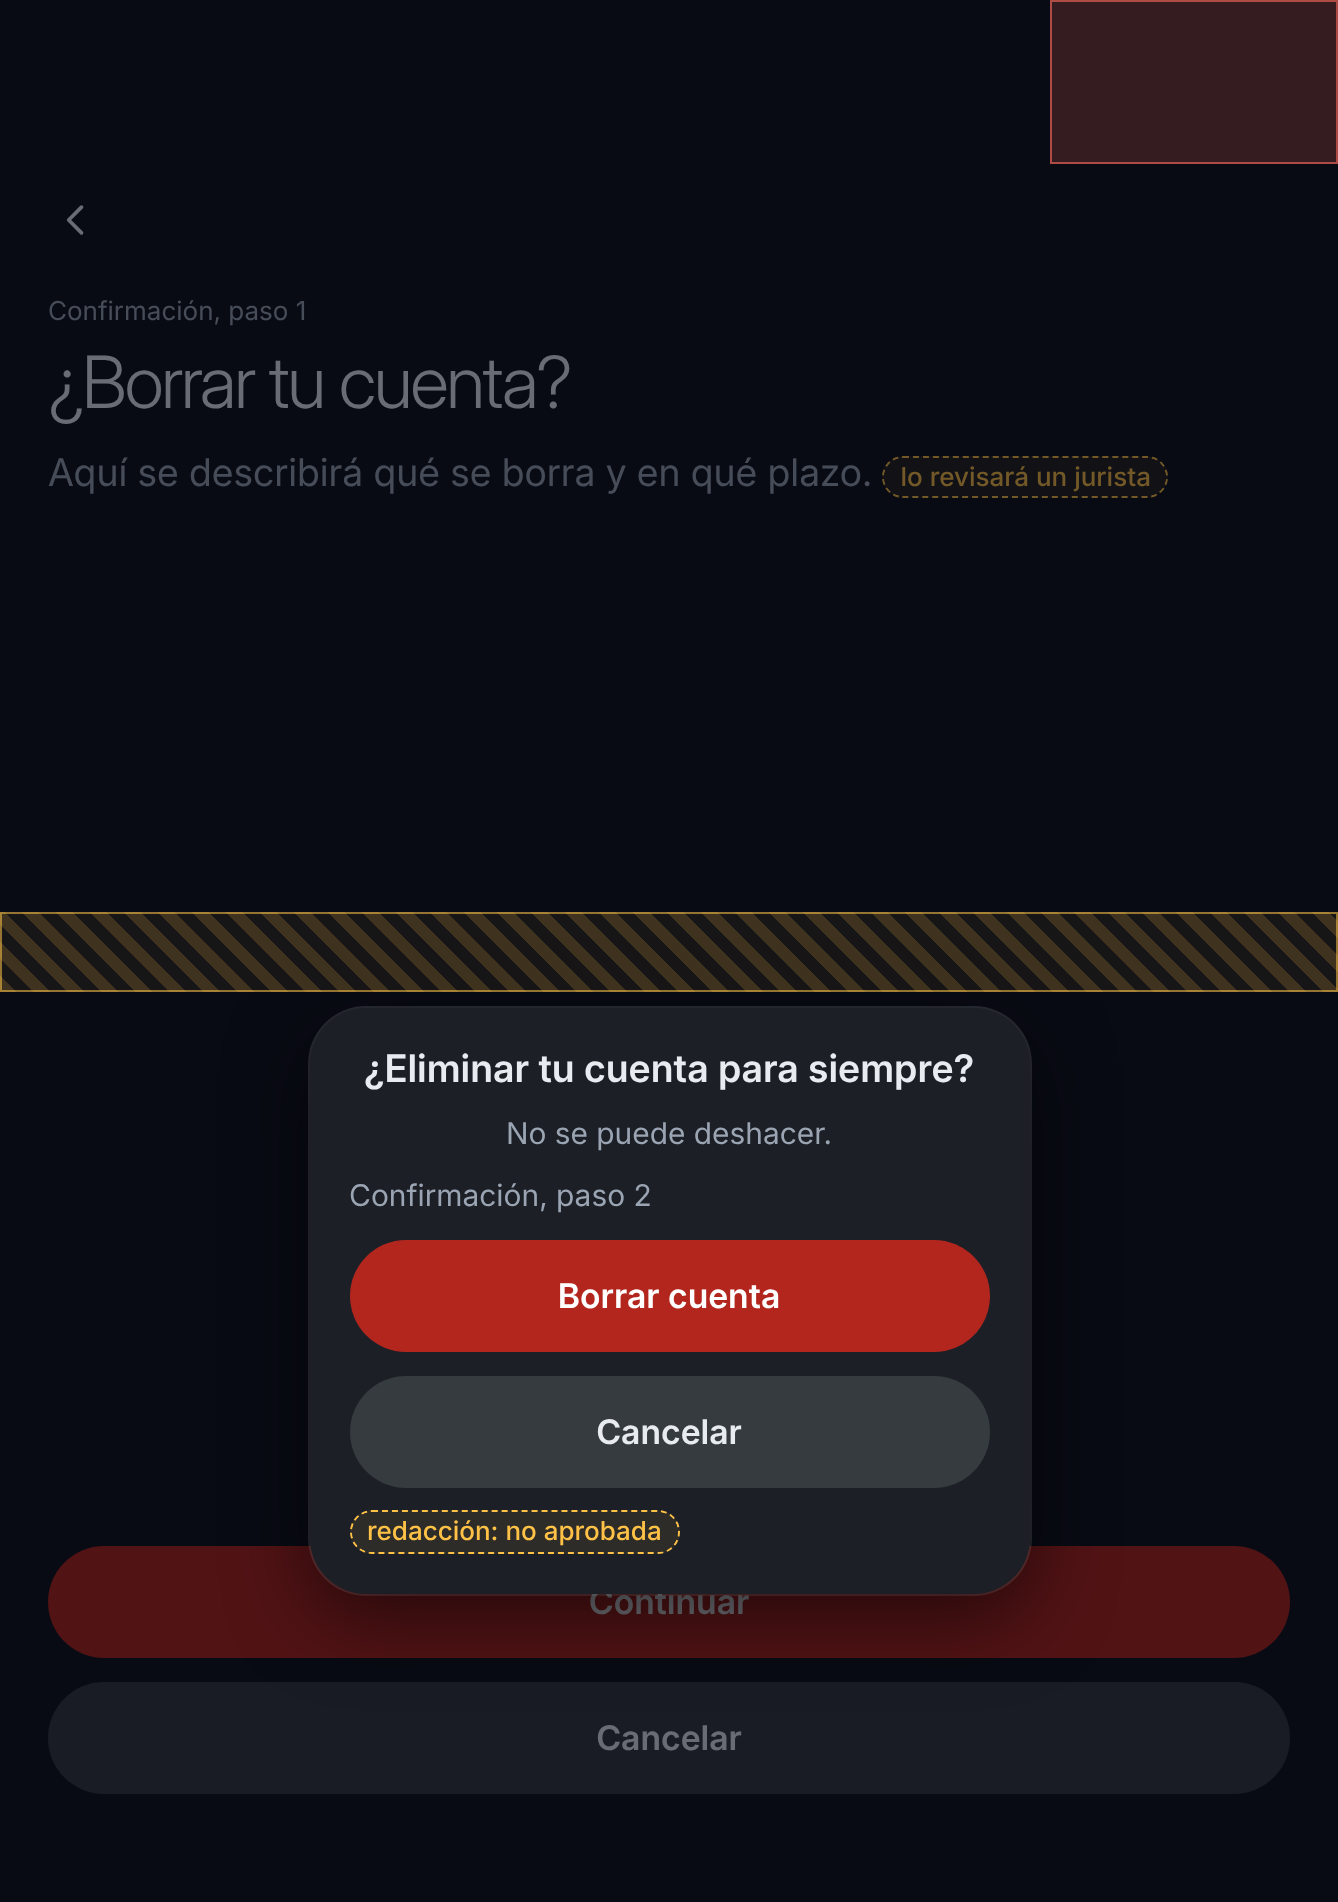 Confirmación, paso 1
¿Borrar tu cuenta?
Aquí se describirá qué se borra y en qué plazo. lo revisará un jurista
¿Eliminar tu cuenta para siempre?
No se puede deshacer.
Confirmación, paso 2
Borrar cuenta
Cancelar
redacción: no aprobada
Continuar
Cancelar